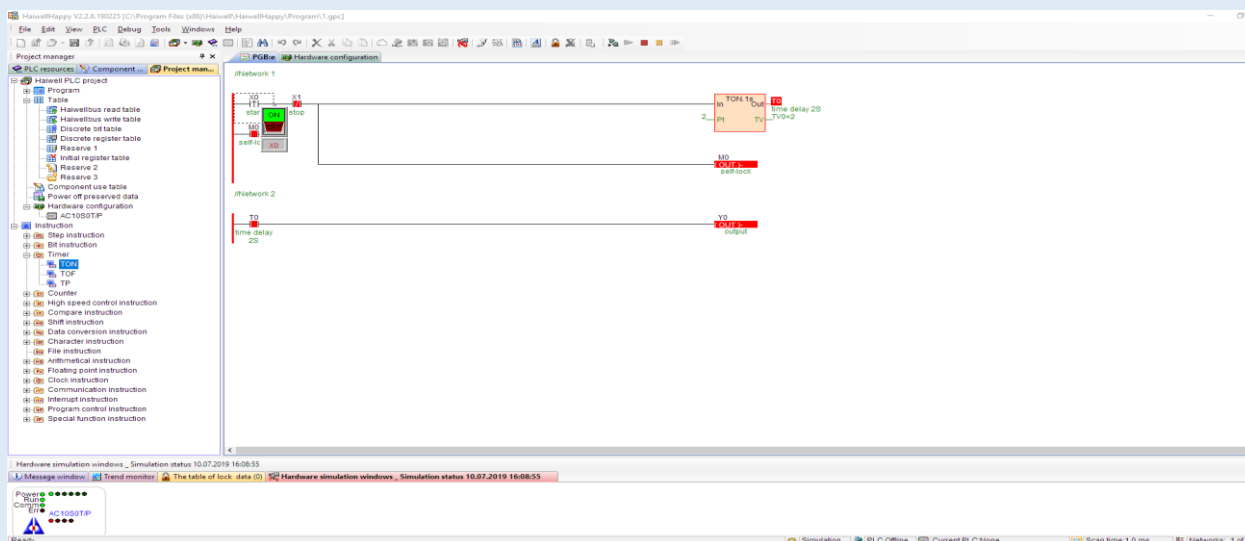 HaiwellHappy V2.2.6.190225 [C:\Program Files (x86)\Haiwell\HaiwellHappy\Program\1.gpc]
File Edit View PLC Debug Tools Windows Help
Project manager
PLC resources Component ... Project man...
PGB:e Hardware configuration
Haiwell PLC project
Program
Table
Haiwellbus read table
Haiwellbus write table
Discrete bit table
Discrete register table
Reserve 1
Initial register table
Reserve 2
Reserve 3
Component use table
Power off preserved data
Hardware configuration
AC10S0T/P
Instruction
Step instruction
Bit instruction
Timer
TON
TOF
TP
Counter
High speed control instruction
Compare instruction
Shift instruction
Data conversion instruction
Character instruction
File instruction
Arithmetical instruction
Floating point instruction
Clock instruction
Communication instruction
Interrupt instruction
Program control instruction
Special function instruction
//Network 1
X0 X1
star stop
ON
M0
self-lc X0
TON.1s T0
In Out time delay 2S
2 Pt TV TV0=2
M0
OUT
self-lock
//Network 2
T0 Y0
OUT
time delay output
2S
Hardware simulation windows _ Simulation status 10.07.2019 16:08:55
Message window Trend monitor The table of lock data (0) Hardware simulation windows _ Simulation status 10.07.2019 16:08:55
Power
Run
Comm
Err AC10S0T/P
Ready Simulation PLC Offline Current PLC:None Scan time:1.0 ms Networks: 1 of